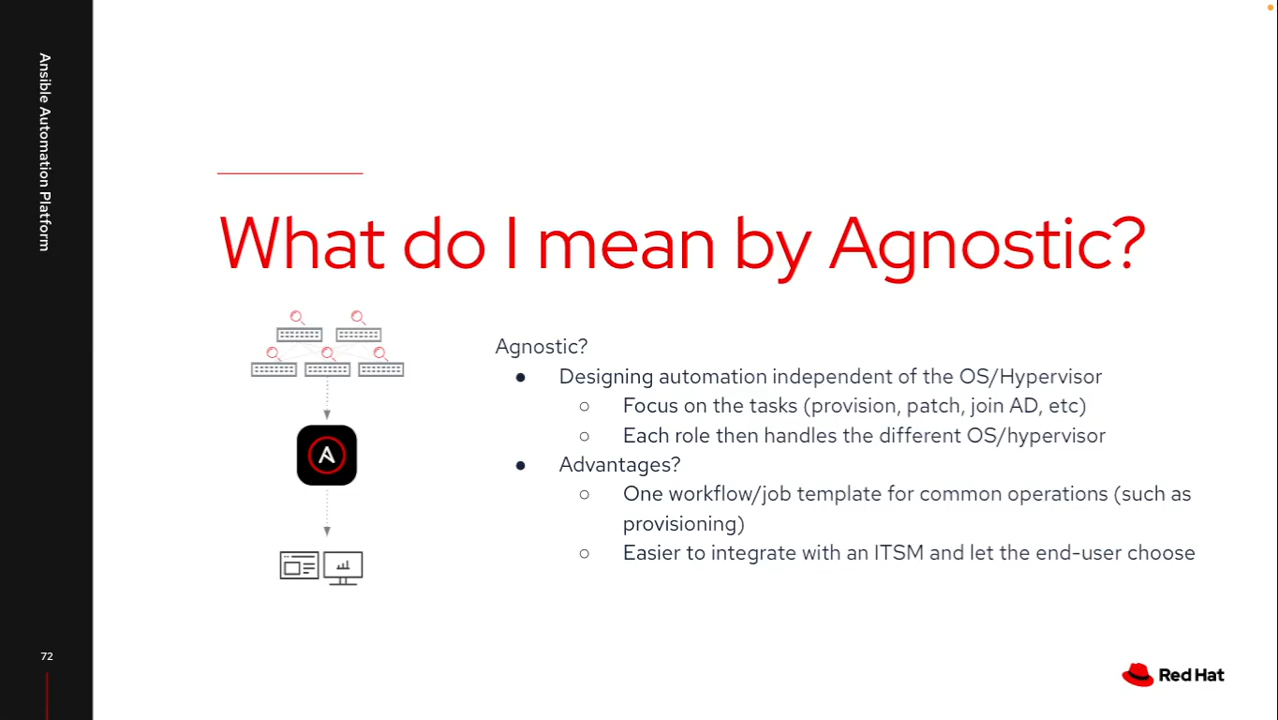 Ansible Automation Platform
What do I mean by Agnostic?
Agnostic?
● Designing automation independent of the OS/Hypervisor
○ Focus on the tasks (provision, patch, join AD, etc)
○ Each role then handles the different OS/hypervisor
● Advantages?
○ One workflow/job template for common operations (such as
provisioning)
○ Easier to integrate with an ITSM and let the end-user choose
72
Red Hat